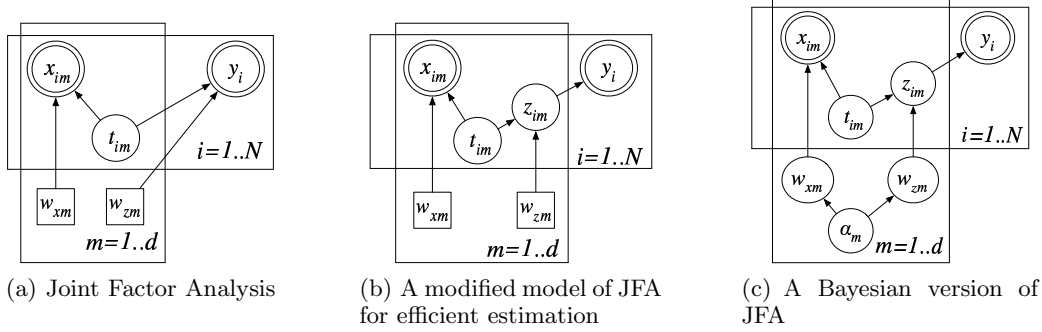 x_im
y_i
t_im
i=1..N
w_xm
w_zm
m=1..d
(a) Joint Factor Analysis
x_im
y_i
z_im
t_im
i=1..N
w_xm
w_zm
m=1..d
(b) A modified model of JFA
for efficient estimation
x_im
y_i
z_im
t_im
i=1..N
w_xm
w_zm
α_m
m=1..d
(c) A Bayesian version of
JFA